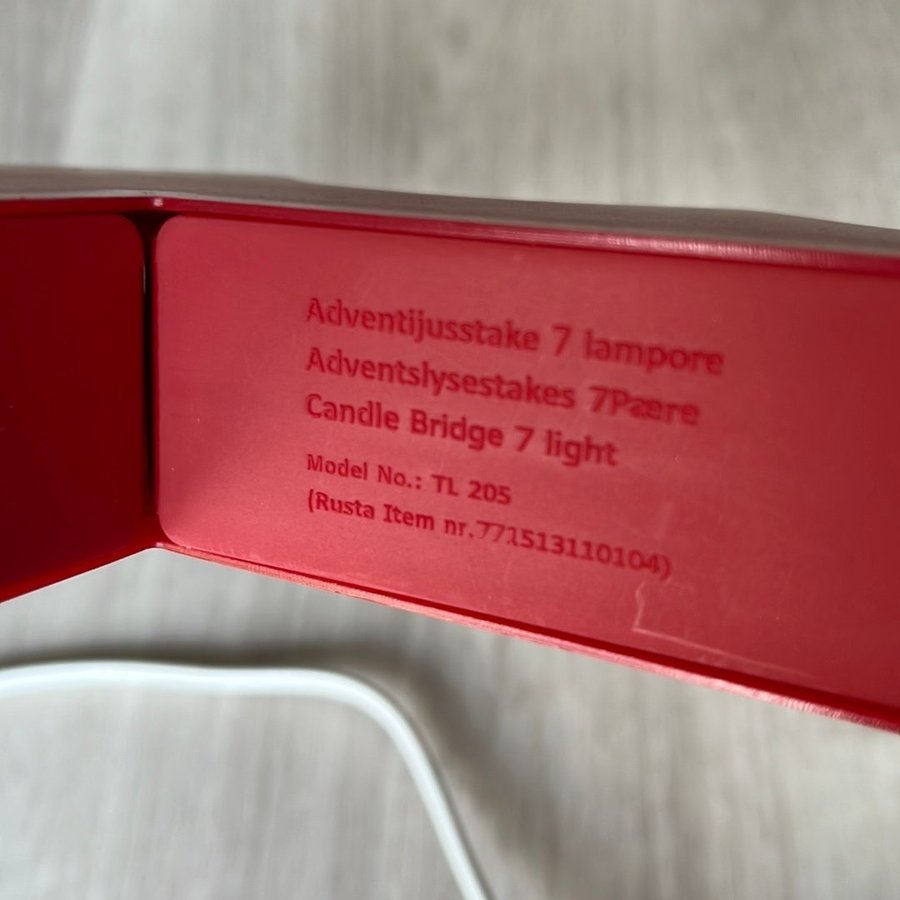 Adventijusstake 7 lampore
Adventslysestakes 7Pære
Candle Bridge 7 light
Model No.: TL 205
(Rusta Item nr.771513110104)